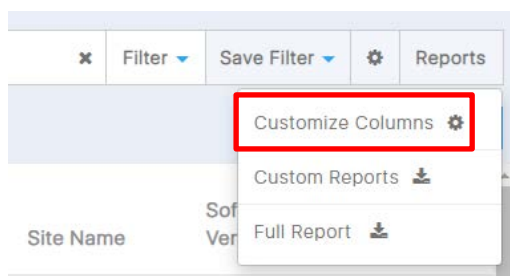 ✖ Filter Save Filter Reports
Customize Columns
Custom Reports
Full Report
Site Name
Sof
Ver